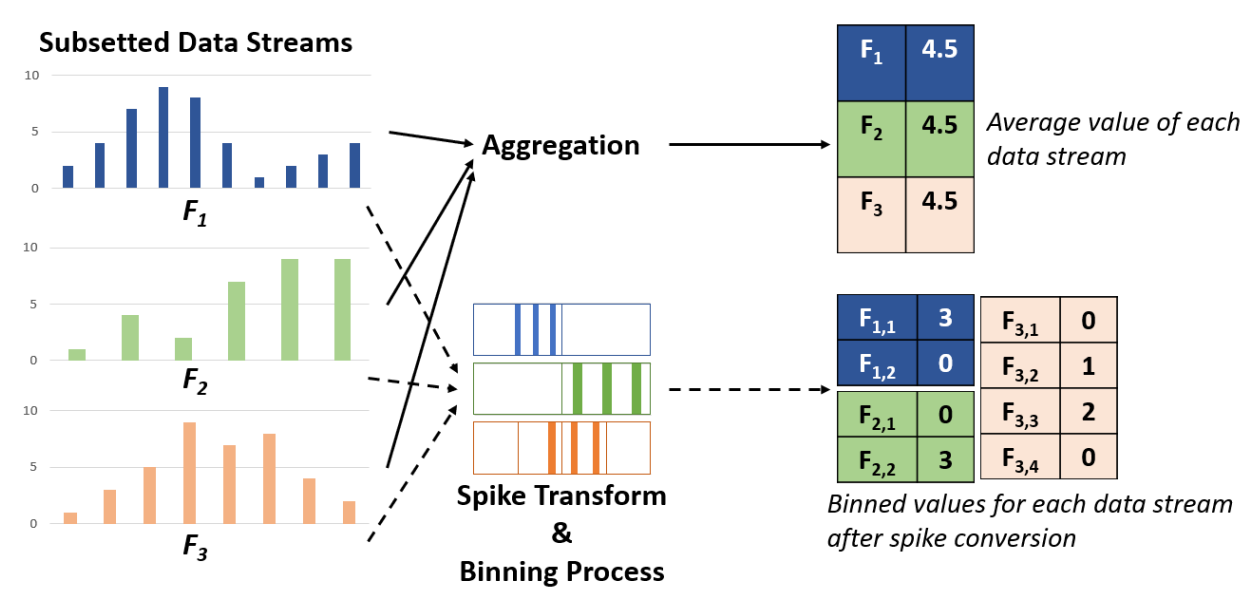 Subsetted Data Streams
10
5
0
F1
10
5
0
F2
10
5
0
F3
Aggregation
Spike Transform
&
Binning Process
F1 4.5
F2 4.5
F3 4.5
Average value of each
data stream
F1,1 3
F1,2 0
F2,1 0
F2,2 3
F3,1 0
F3,2 1
F3,3 2
F3,4 0
Binned values for each data stream
after spike conversion